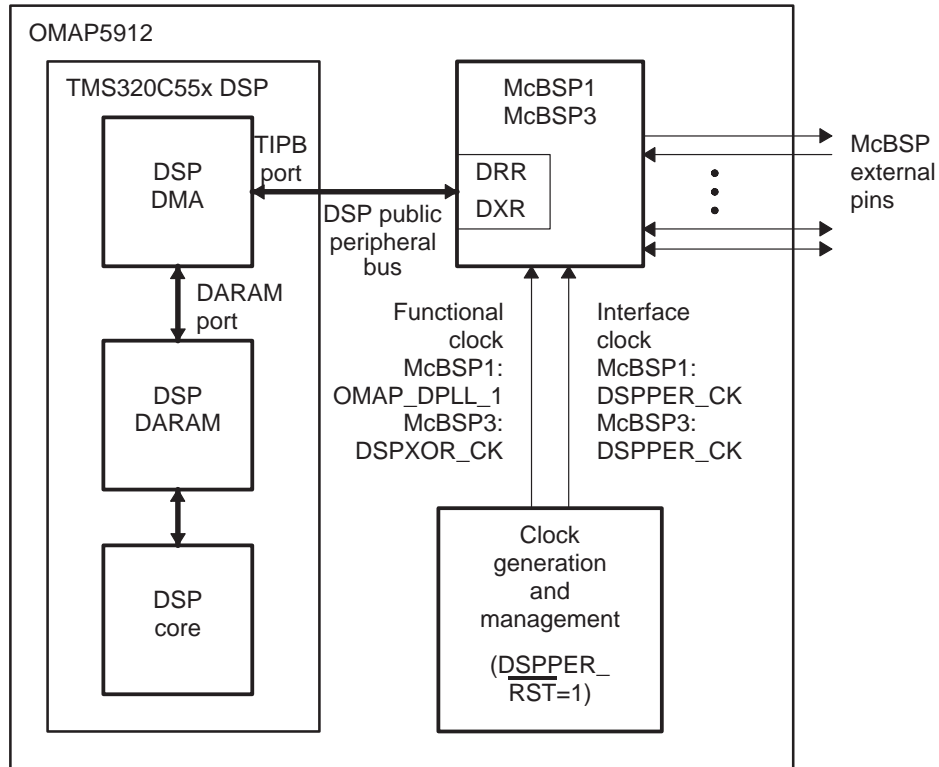 OMAP5912
TMS320C55x DSP
DSP
DMA
TIPB
port
DSP public
peripheral
bus
McBSP1
McBSP3
DRR
DXR
McBSP
external
pins
DARAM
port
DSP
DARAM
DSP
core
Functional
clock
McBSP1:
OMAP_DPLL_1
McBSP3:
DSPXOR_CK
Interface
clock
McBSP1:
DSPPER_CK
McBSP3:
DSPPER_CK
Clock
generation
and
management
(DSPPER_
RST=1)